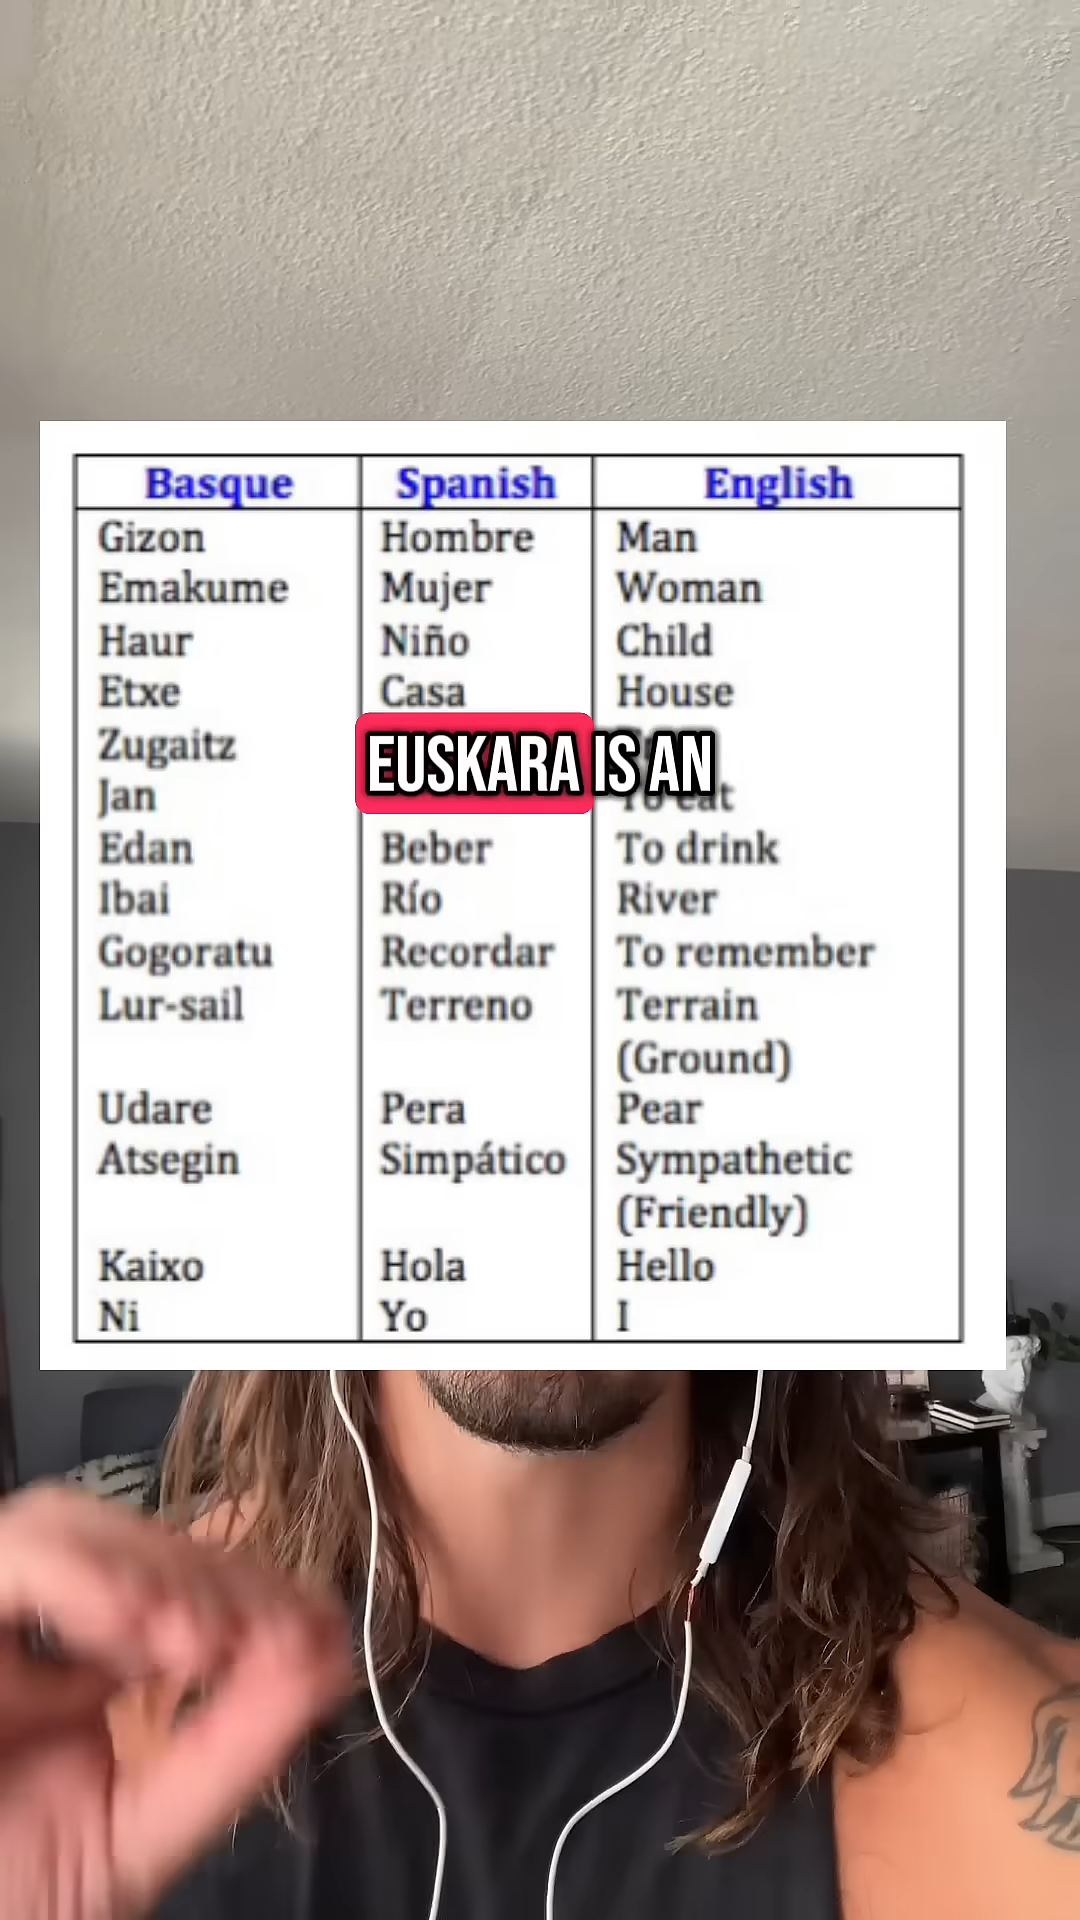 Basque Spanish English
Gizon Hombre Man
Emakume Mujer Woman
Haur Niño Child
Etxe Casa House
Zugaitz
EUSKARA IS AN
Jan To eat
Edan Beber To drink
Ibai Río River
Gogoratu Recordar To remember
Lur-sail Terreno Terrain
(Ground)
Udare Pera Pear
Atsegin Simpático Sympathetic
(Friendly)
Kaixo Hola Hello
Ni Yo I